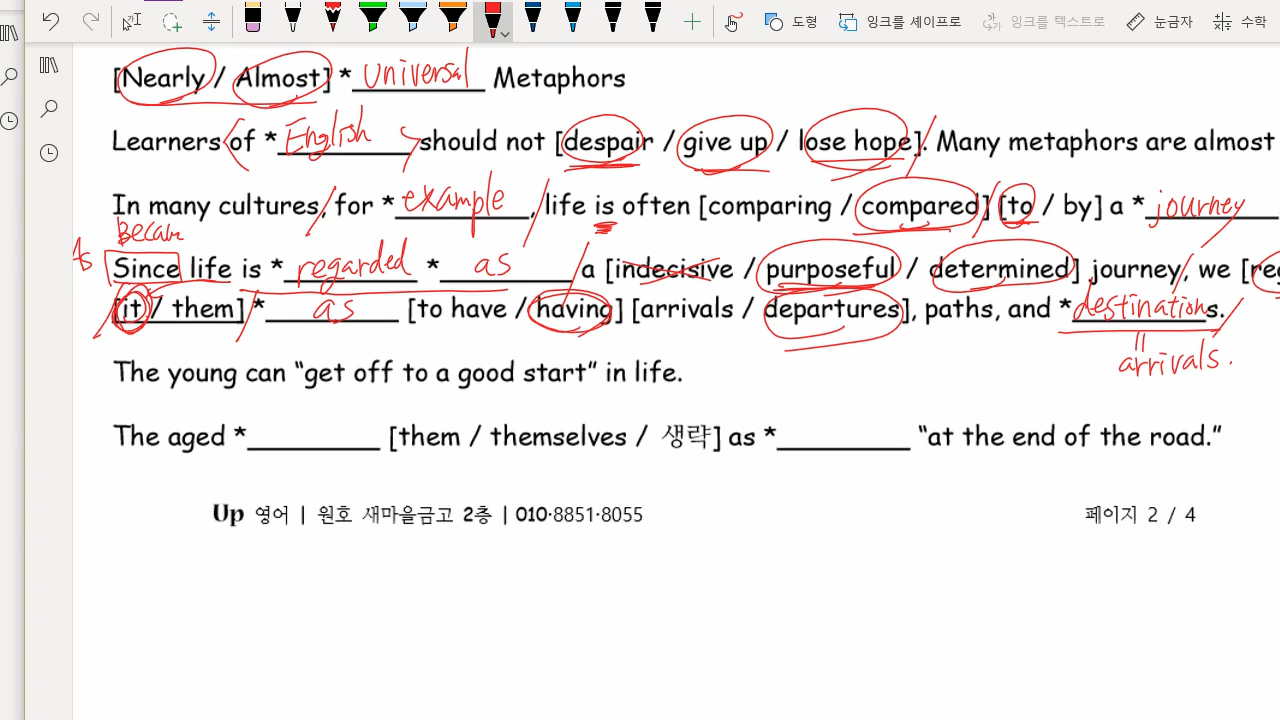 도형 잉크를 셰이프로 잉크를 텍스트로 눈금자 수학
[Nearly / Almost] * universal Metaphors
Learners of * English should not [despair / give up / lose hope]. Many metaphors are almost
In many cultures, for * example, life is often [comparing / compared] [to / by] a * journey
Because
As
Since life is * regarded * as a [indecisive / purposeful / determined] journey, we
[it / them] * as [to have / having] [arrivals / departures], paths, and * destinations.
arrivals.
The young can “get off to a good start” in life.
The aged *__________ [them / themselves / 생략] as *__________ “at the end of the road.”
Up 영어 | 원호 새마을금고 2층 | 010·8851·8055 페이지 2 / 4